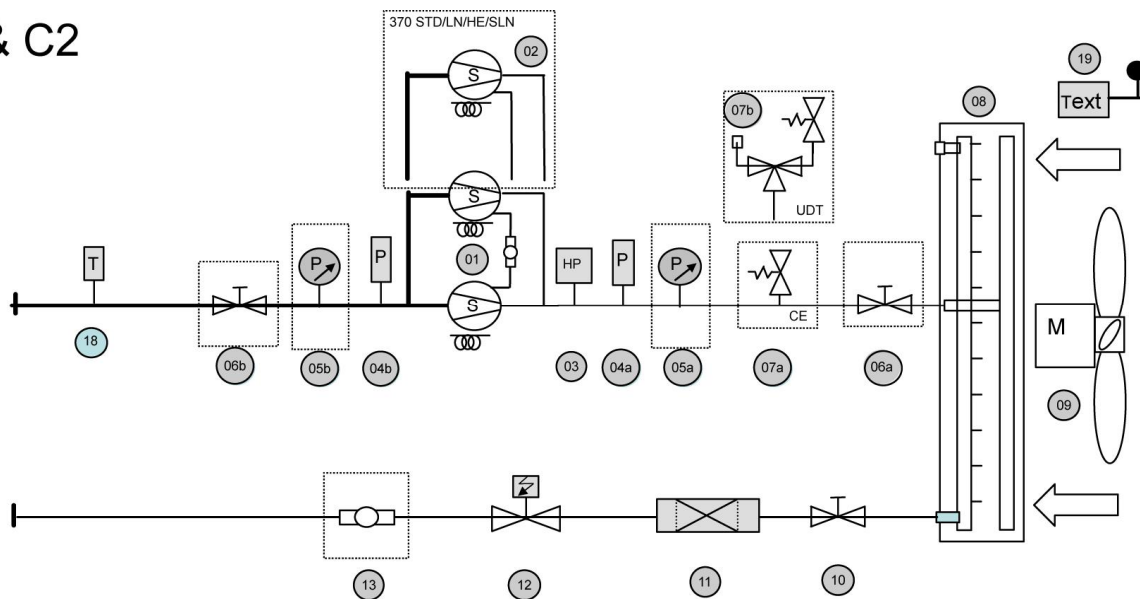 & C2
370 STD/LN/HE/SLN
02
S
19
Text
08
07b
UDT
S
01
S
T
18
06b
P
05b
P
04b
HP
03
P
04a
P
05a
CE
07a
06a
M
09
13
12
11
10